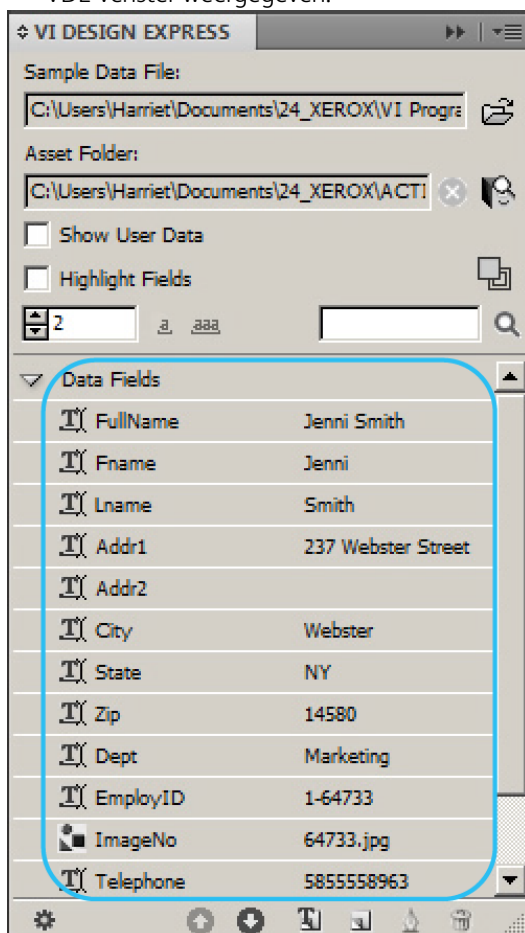 VDE-venster weergegeven.
VI DESIGN EXPRESS
Sample Data File:
C:\Users\Harriet\Documents\24_XEROX\VI Progra
Asset Folder:
C:\Users\Harriet\Documents\24_XEROX\ACTI
Show User Data
Highlight Fields
2 a aaa
Data Fields
FullName Jenni Smith
Fname Jenni
Lname Smith
Addr1 237 Webster Street
Addr2
City Webster
State NY
Zip 14580
Dept Marketing
EmployID 1-64733
ImageNo 64733.jpg
Telephone 5855558963